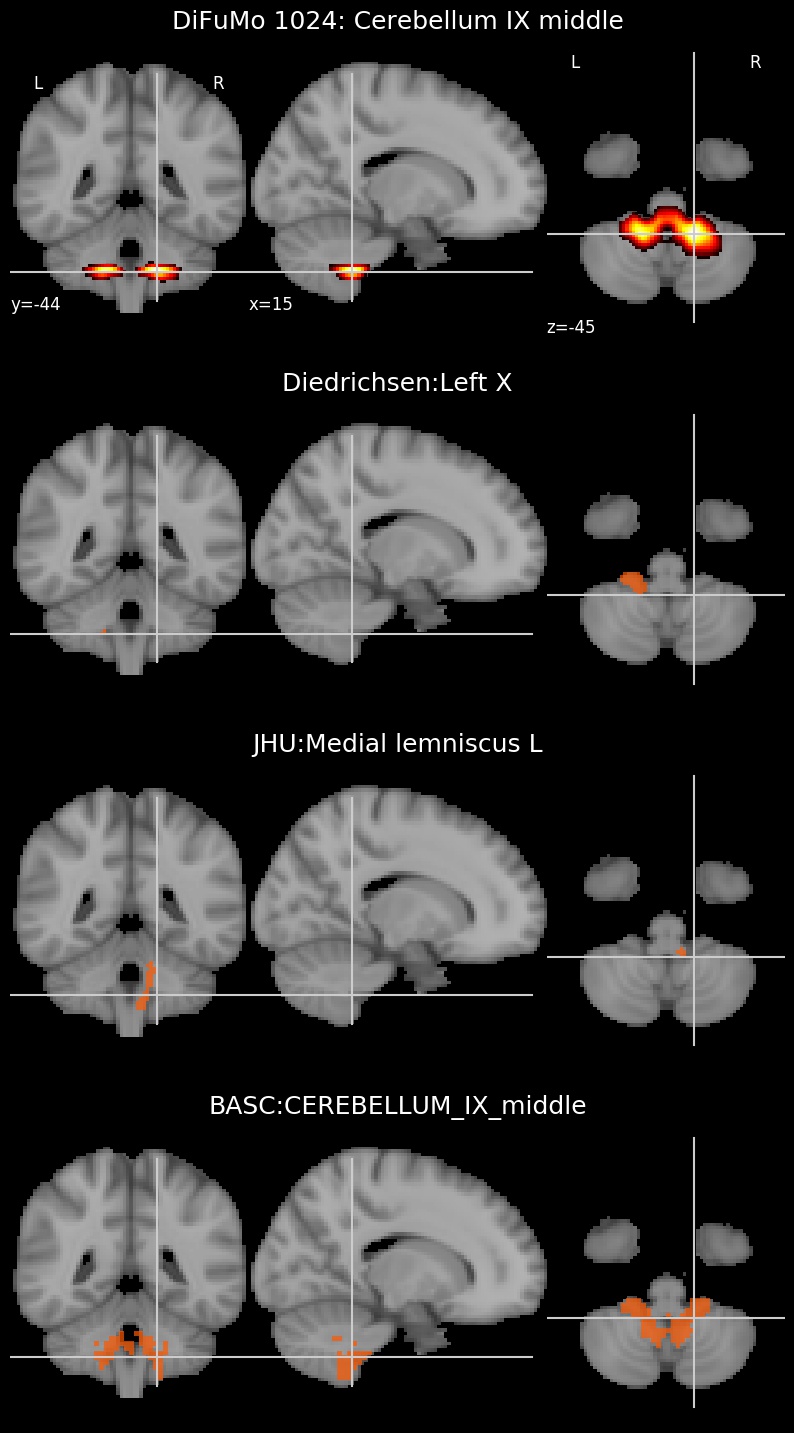 DiFuMo 1024: Cerebellum IX middle
L R L R
y=-44 x=15 z=-45
Diedrichsen:Left X
JHU:Medial lemniscus L
BASC:CEREBELLUM_IX_middle